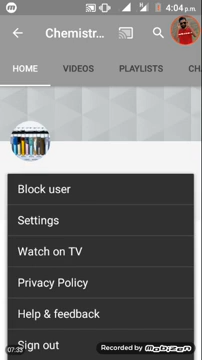 4:04 p.m.
Chemistr...
HOME VIDEOS PLAYLISTS CH
Block user
Settings
Watch on TV
Privacy Policy
Help & feedback
Sign out
07:35
Recorded by Mobizen